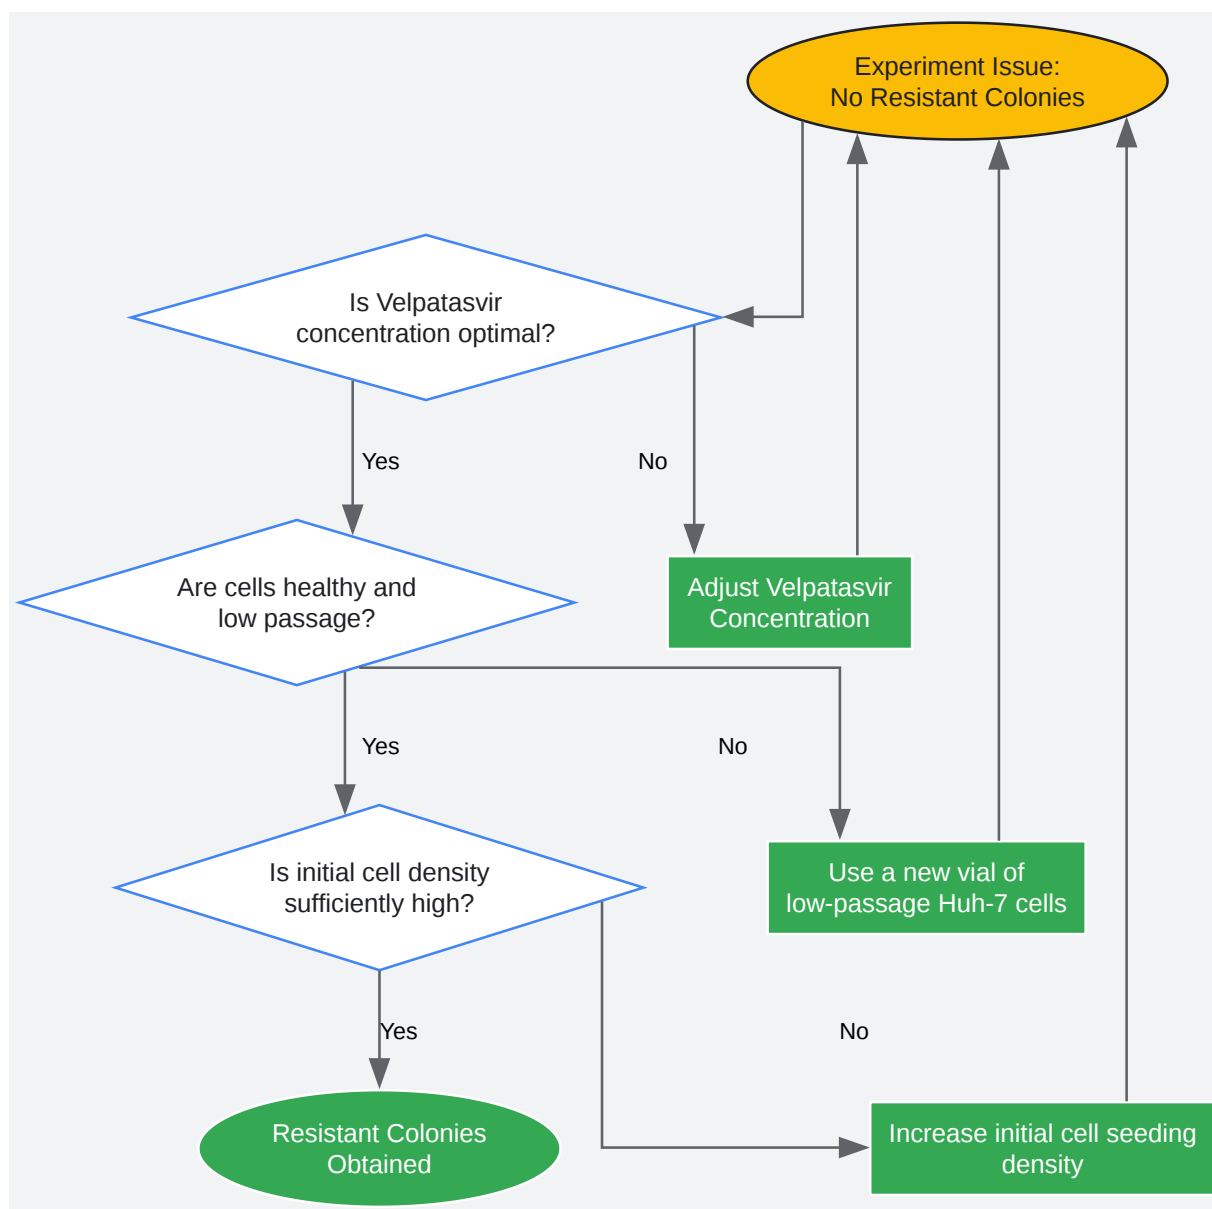 Experiment Issue:
No Resistant Colonies
Is Velpatasvir
concentration optimal?
Yes
No
Are cells healthy and
low passage?
Adjust Velpatasvir
Concentration
Yes
No
Is initial cell density
sufficiently high?
Use a new vial of
low-passage Huh-7 cells
Yes
No
Resistant Colonies
Obtained
Increase initial cell seeding
density